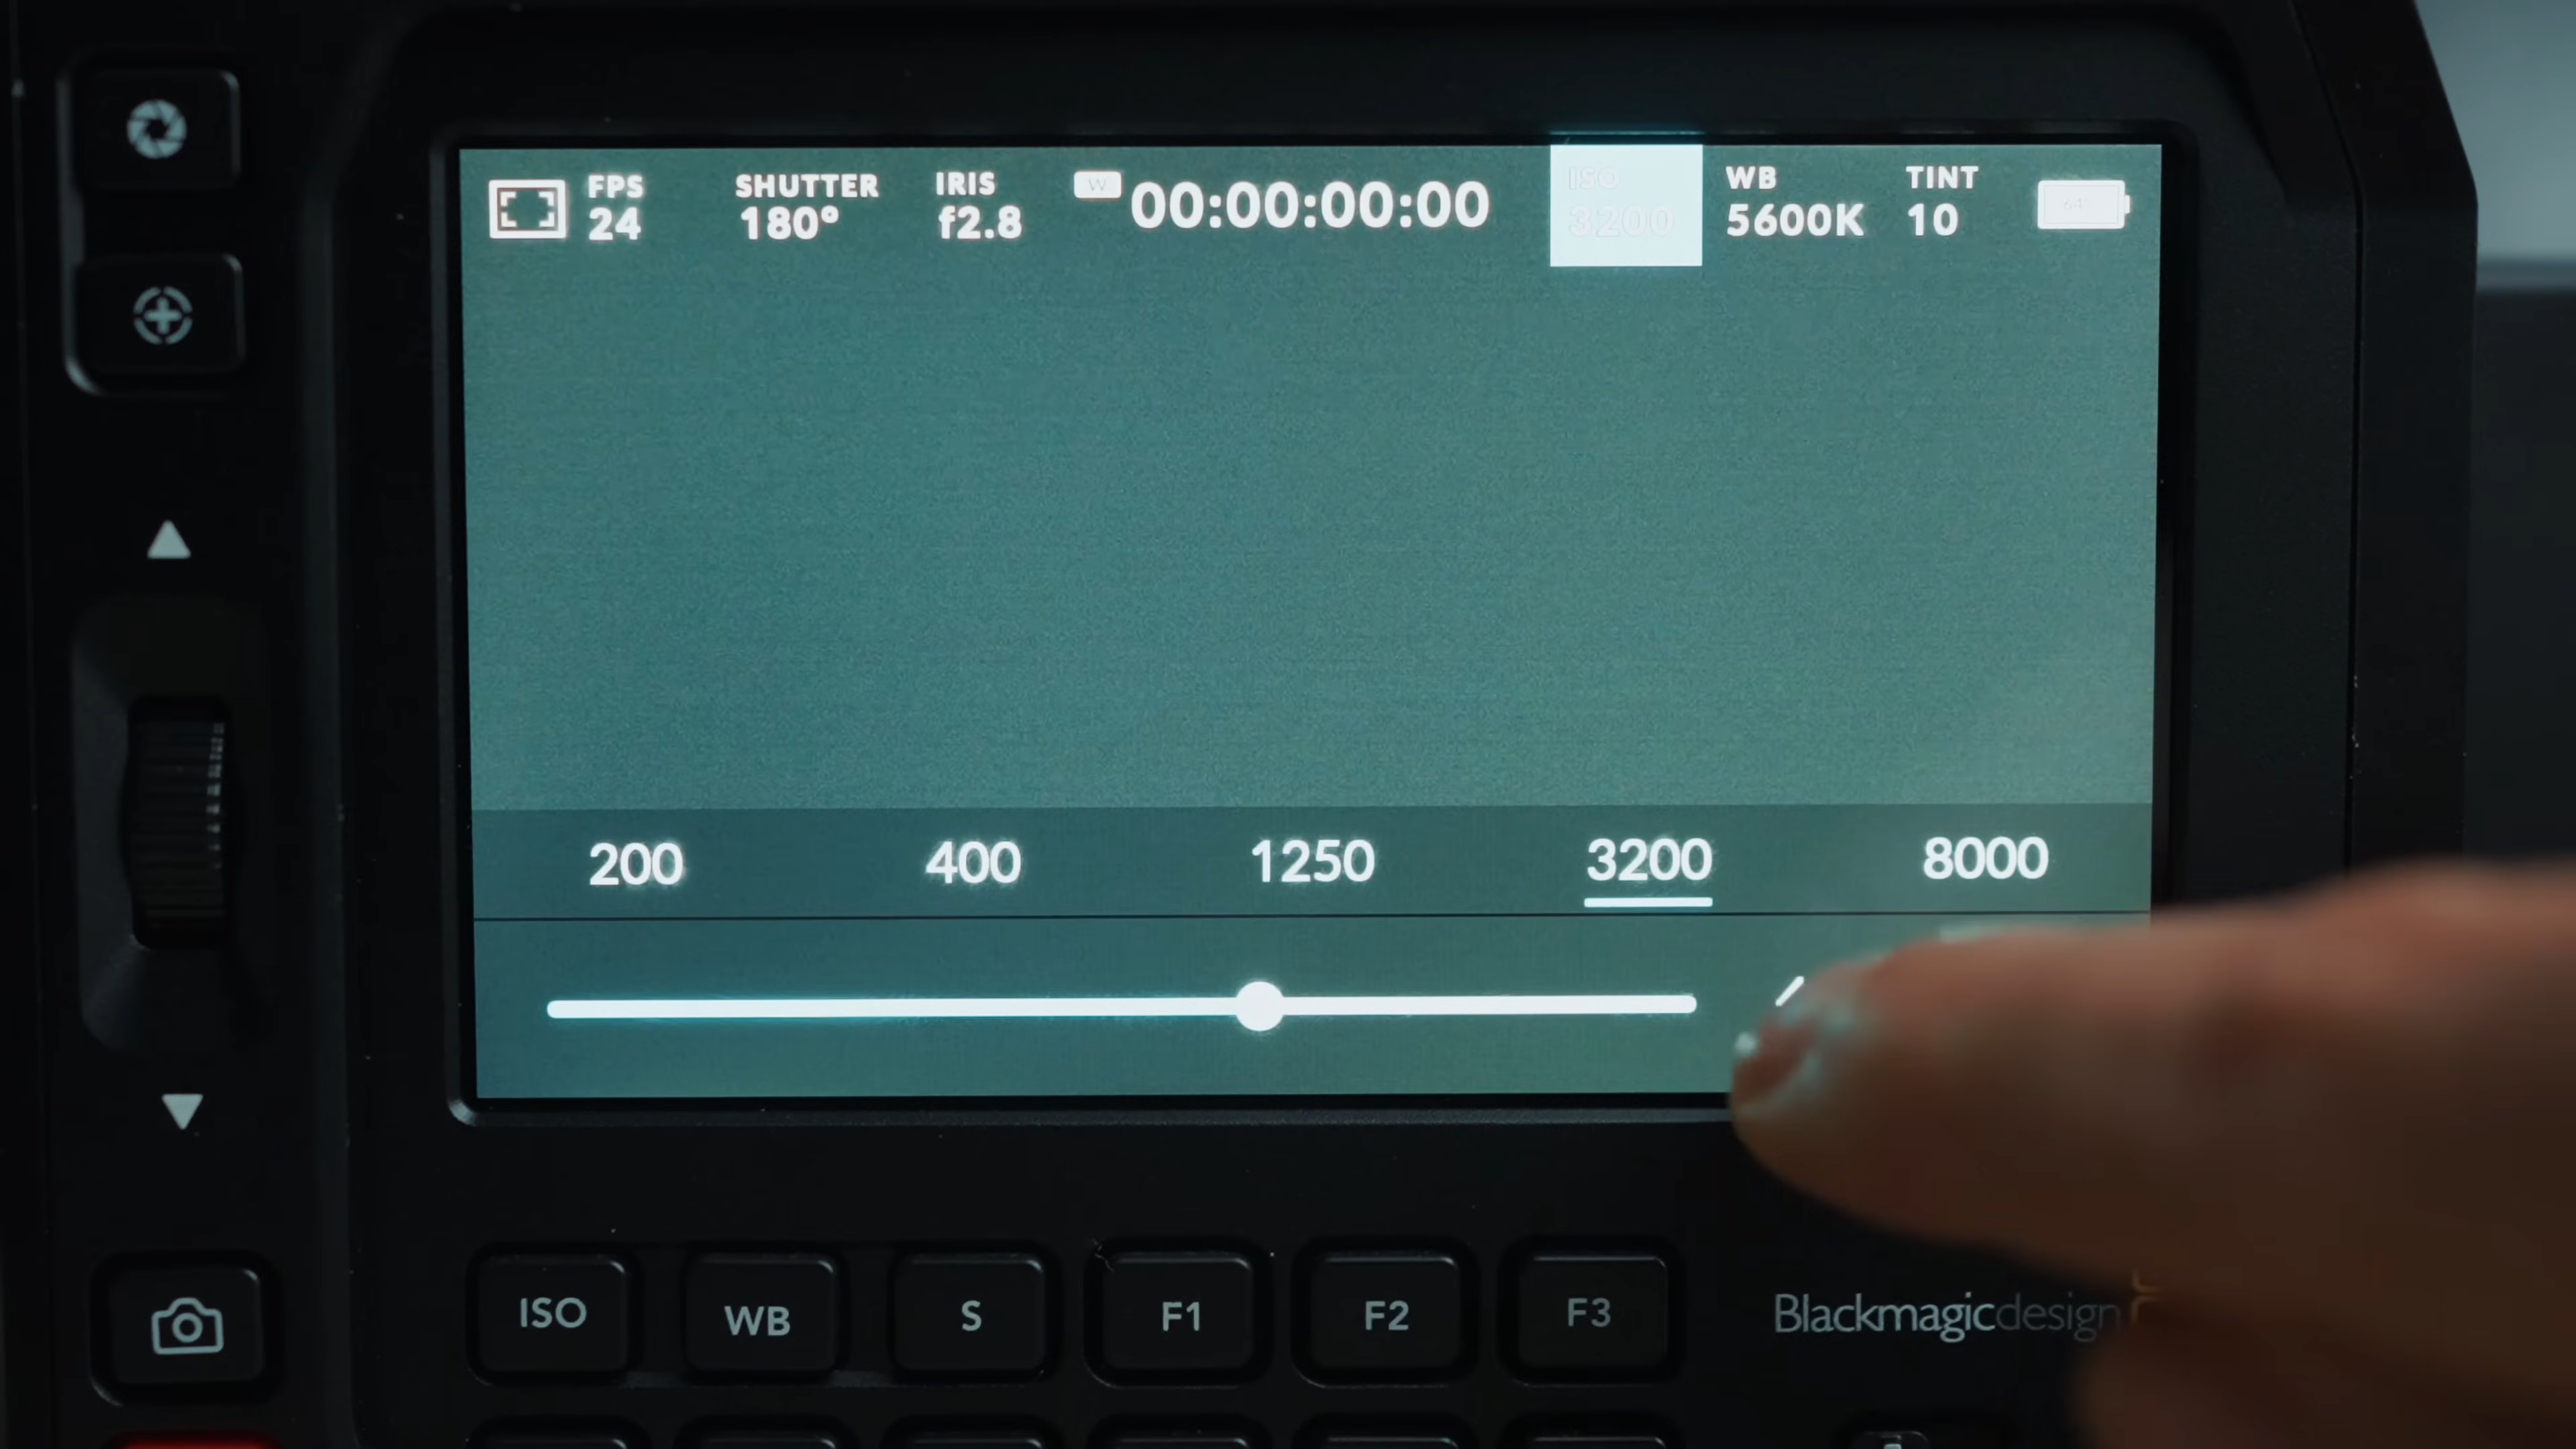 FPS
24
SHUTTER
180°
IRIS
f2.8
W
00:00:00:00
ISO
3200
WB
5600K
TINT
10
200 400 1250 3200 8000
ISO WB S F1 F2 F3
Blackmagicdesign